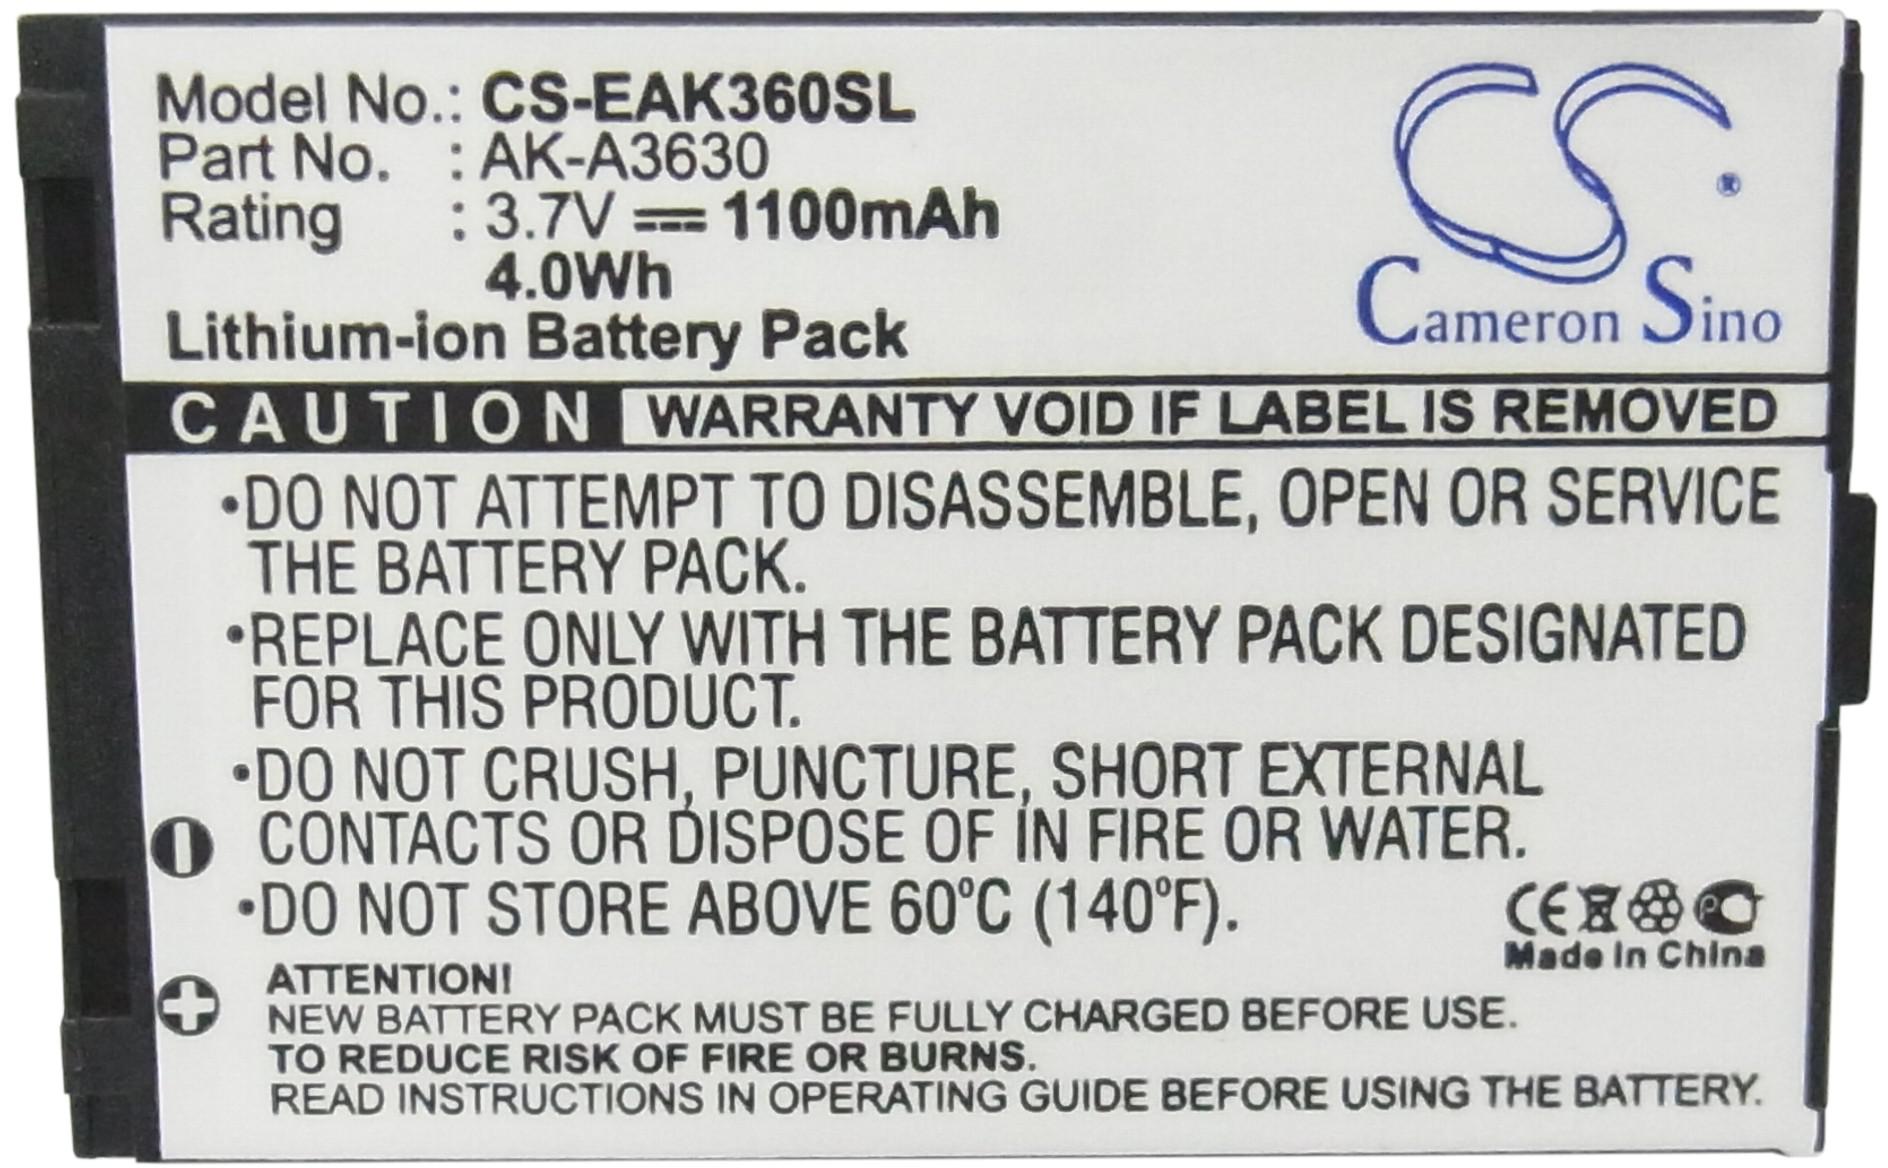 Model No.: CS-EAK360SL
Part No. : AK-A3630
Rating : 3.7V 1100mAh
4.0Wh
Lithium-ion Battery Pack
CS ®
Cameron Sino
CAUTION WARRANTY VOID IF LABEL IS REMOVED
•DO NOT ATTEMPT TO DISASSEMBLE, OPEN OR SERVICE
THE BATTERY PACK.
•REPLACE ONLY WITH THE BATTERY PACK DESIGNATED
FOR THIS PRODUCT.
•DO NOT CRUSH, PUNCTURE, SHORT EXTERNAL
CONTACTS OR DISPOSE OF IN FIRE OR WATER.
•DO NOT STORE ABOVE 60°C (140°F).
CE
Made in China
ATTENTION!
NEW BATTERY PACK MUST BE FULLY CHARGED BEFORE USE.
TO REDUCE RISK OF FIRE OR BURNS.
READ INSTRUCTIONS IN OPERATING GUIDE BEFORE USING THE BATTERY.